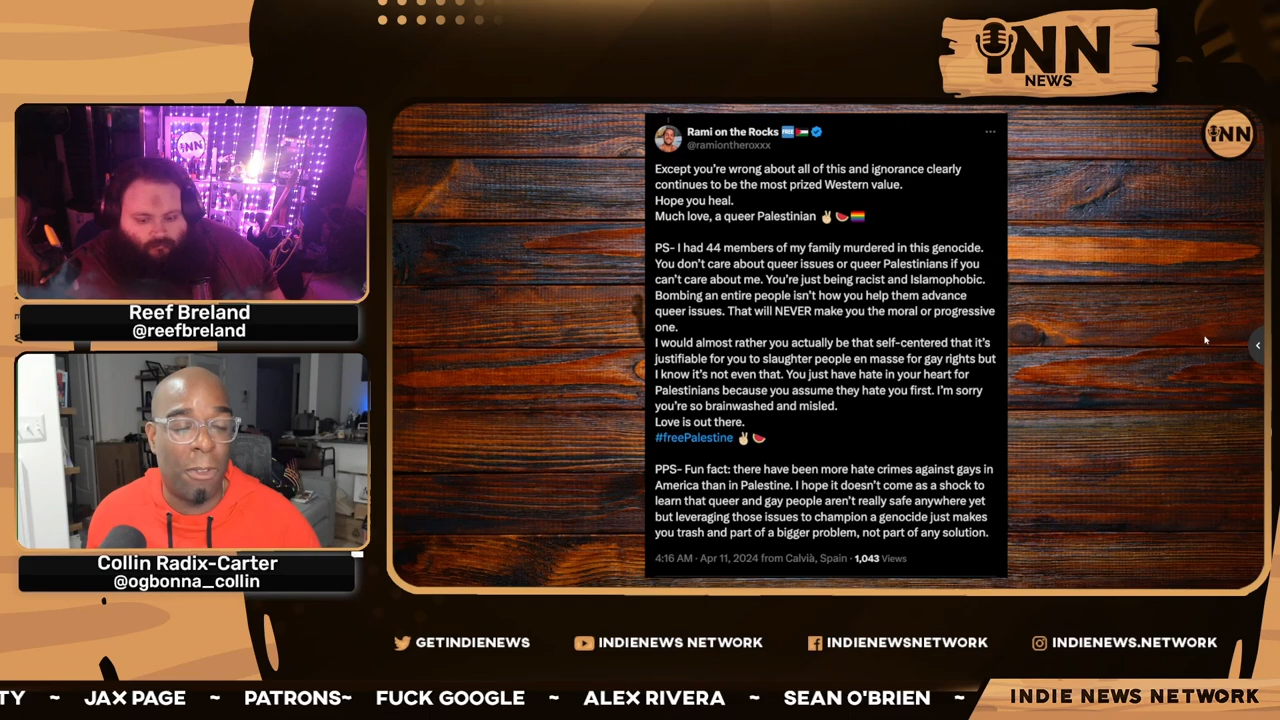 INN
NEWS
INN
INN
Reef Breland
@reefbreland
Collin Radix-Carter
@ogbonna_collin
Rami on the Rocks FREE
@ramiontheroxxx
Except you're wrong about all of this and ignorance clearly
continues to be the most prized Western value.
Hope you heal.
Much love, a queer Palestinian ✌🏻🍉🏳️‍🌈
PS- I had 44 members of my family murdered in this genocide.
You don't care about queer issues or queer Palestinians if you
can't care about me. You're just being racist and Islamophobic.
Bombing an entire people isn't how you help them advance
queer issues. That will NEVER make you the moral or progressive
one.
I would almost rather you actually be that self-centered that it's
justifiable for you to slaughter people en masse for gay rights but
I know it's not even that. You just have hate in your heart for
Palestinians because you assume they hate you first. I'm sorry
you're so brainwashed and misled.
Love is out there.
#freePalestine ✌🏻🍉
PPS- Fun fact: there have been more hate crimes against gays in
America than in Palestine. I hope it doesn't come as a shock to
learn that queer and gay people aren't really safe anywhere yet
but leveraging those issues to champion a genocide just makes
you trash and part of a bigger problem, not part of any solution.
4:16 AM · Apr 11, 2024 from Calvià, Spain · 1,043 Views
GETINDIENEWS
INDIENEWS NETWORK
INDIENEWSNETWORK
INDIENEWS.NETWORK
TY ~ JAX PAGE ~ PATRONS~ FUCK GOOGLE ~ ALEX RIVERA ~ SEAN O'BRIEN ~
INDIE NEWS NETWORK